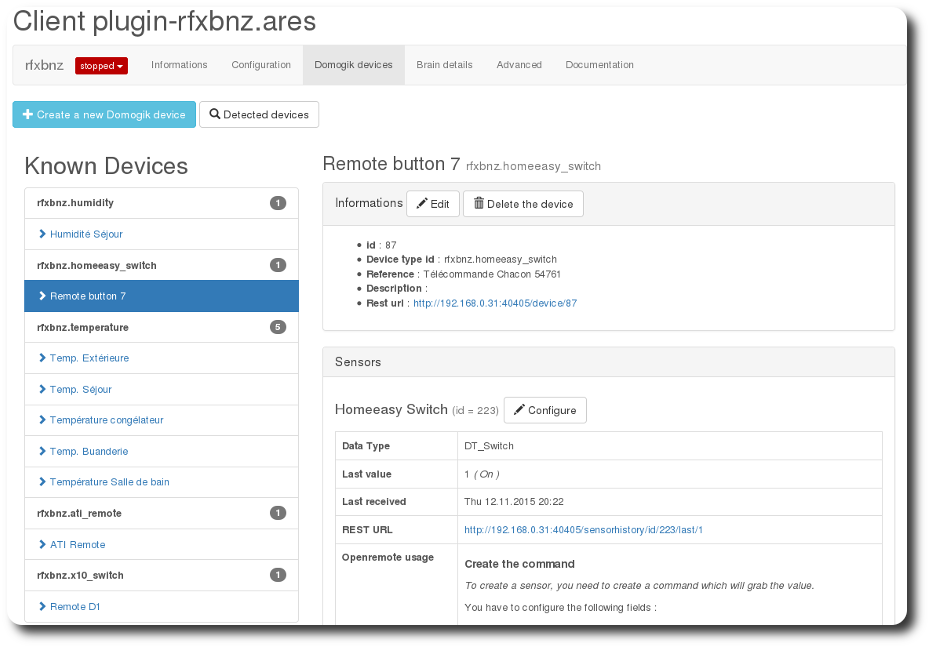 Client plugin-rfxbnz.ares
rfxbnz stopped Informations Configuration Domogik devices Brain details Advanced Documentation
Create a new Domogik device Detected devices
Known Devices
rfxbnz.humidity 1
Humidité Séjour
rfxbnz.homeeasy_switch 1
Remote button 7
rfxbnz.temperature 5
Temp. Extérieure
Temp. Séjour
Température congélateur
Temp. Buanderie
Température Salle de bain
rfxbnz.ati_remote 1
ATI Remote
rfxbnz.x10_switch 1
Remote D1
Remote button 7 rfxbnz.homeeasy_switch
Informations Edit Delete the device
• id : 87
• Device type id : rfxbnz.homeeasy_switch
• Reference : Télécommande Chacon 54761
• Description :
• Rest url : http://192.168.0.31:40405/device/87
Sensors
Homeeasy Switch (id = 223) Configure
Data Type DT_Switch
Last value 1 ( On )
Last received Thu 12.11.2015 20:22
REST URL http://192.168.0.31:40405/sensorhistory/id/223/last/1
Openremote usage Create the command
To create a sensor, you need to create a command which will grab the value.
You have to configure the following fields :